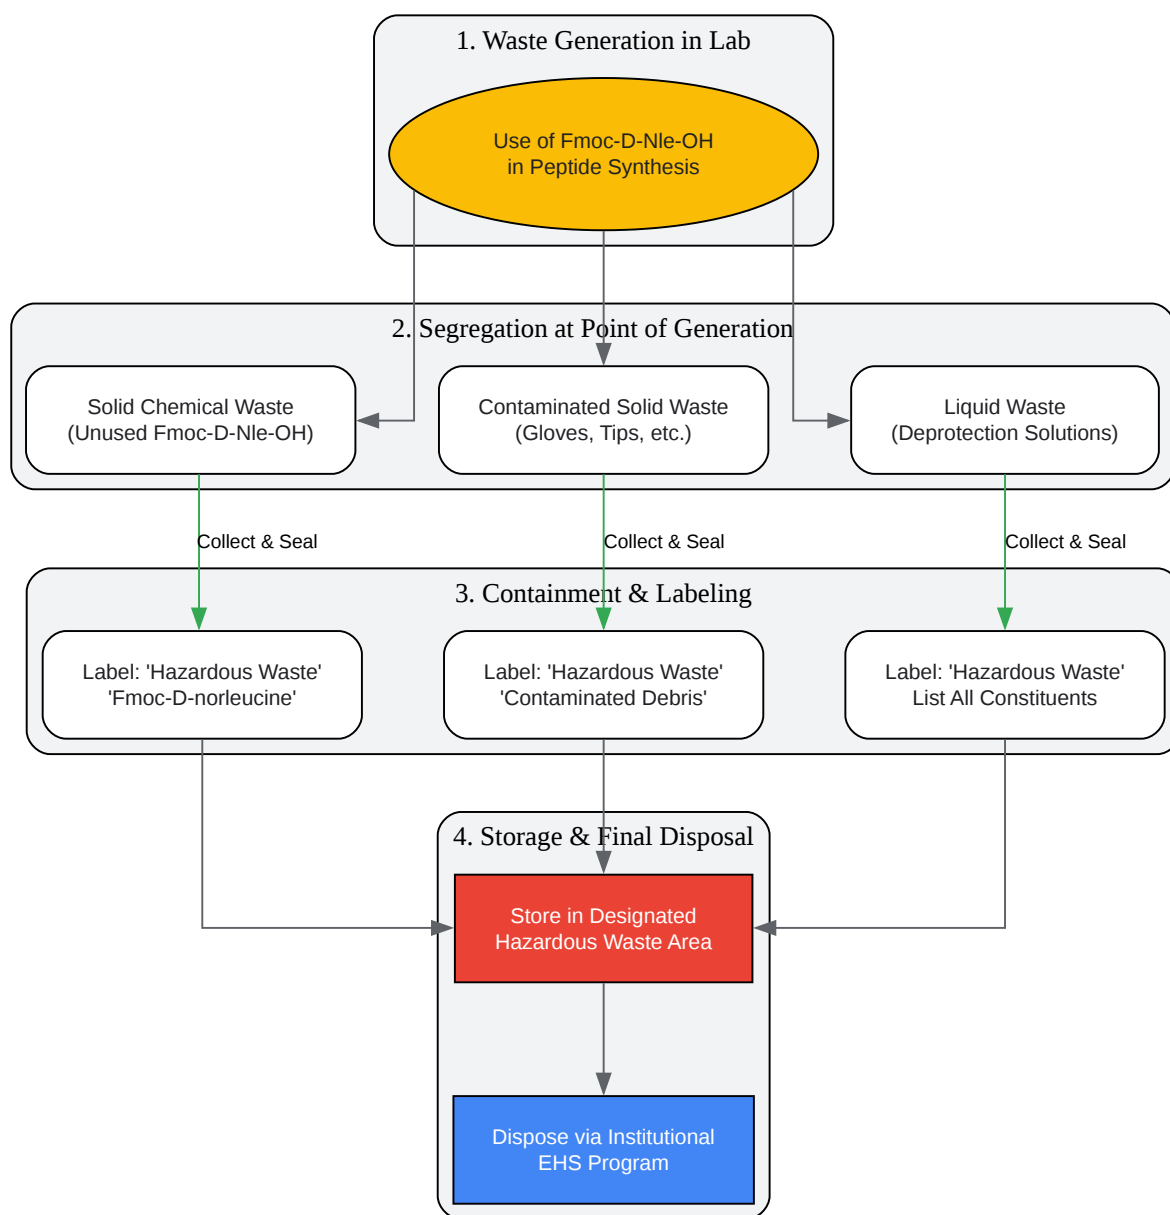 1. Waste Generation in Lab
Use of Fmoc-D-Nle-OH
in Peptide Synthesis
2. Segregation at Point of Generation
Solid Chemical Waste
(Unused Fmoc-D-Nle-OH)
Contaminated Solid Waste
(Gloves, Tips, etc.)
Liquid Waste
(Deprotection Solutions)
Collect & Seal
Collect & Seal
Collect & Seal
3. Containment & Labeling
Label: 'Hazardous Waste'
'Fmoc-D-norleucine'
Label: 'Hazardous Waste'
'Contaminated Debris'
Label: 'Hazardous Waste'
List All Constituents
4. Storage & Final Disposal
Store in Designated
Hazardous Waste Area
Dispose via Institutional
EHS Program